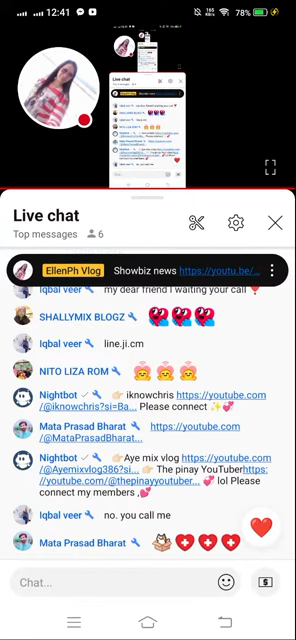 12:41
165 KB/s
78%
Live chat
Live chat
Top messages 6
EllenPh Vlog Showbiz news https://youtu.be/...
Iqbal veer my dear friend I waiting your call
SHALLYMIX BLOGZ
Iqbal veer line.ji.cm
NITO LIZA ROM
Nightbot iknowchris https://youtube.com
/@iknowchris?si=Ba... Please connect
Mata Prasad Bharat https://youtube.com
/@MataPrasadBharat...
Nightbot Aye mix vlog https://youtube.com
/@Ayemixvlog386?si... The pinay YouTuberhttps:
//youtube.com/@thepinayyoutuber... lol Please
connect my members ,
Iqbal veer no. you call me
Mata Prasad Bharat
Chat...